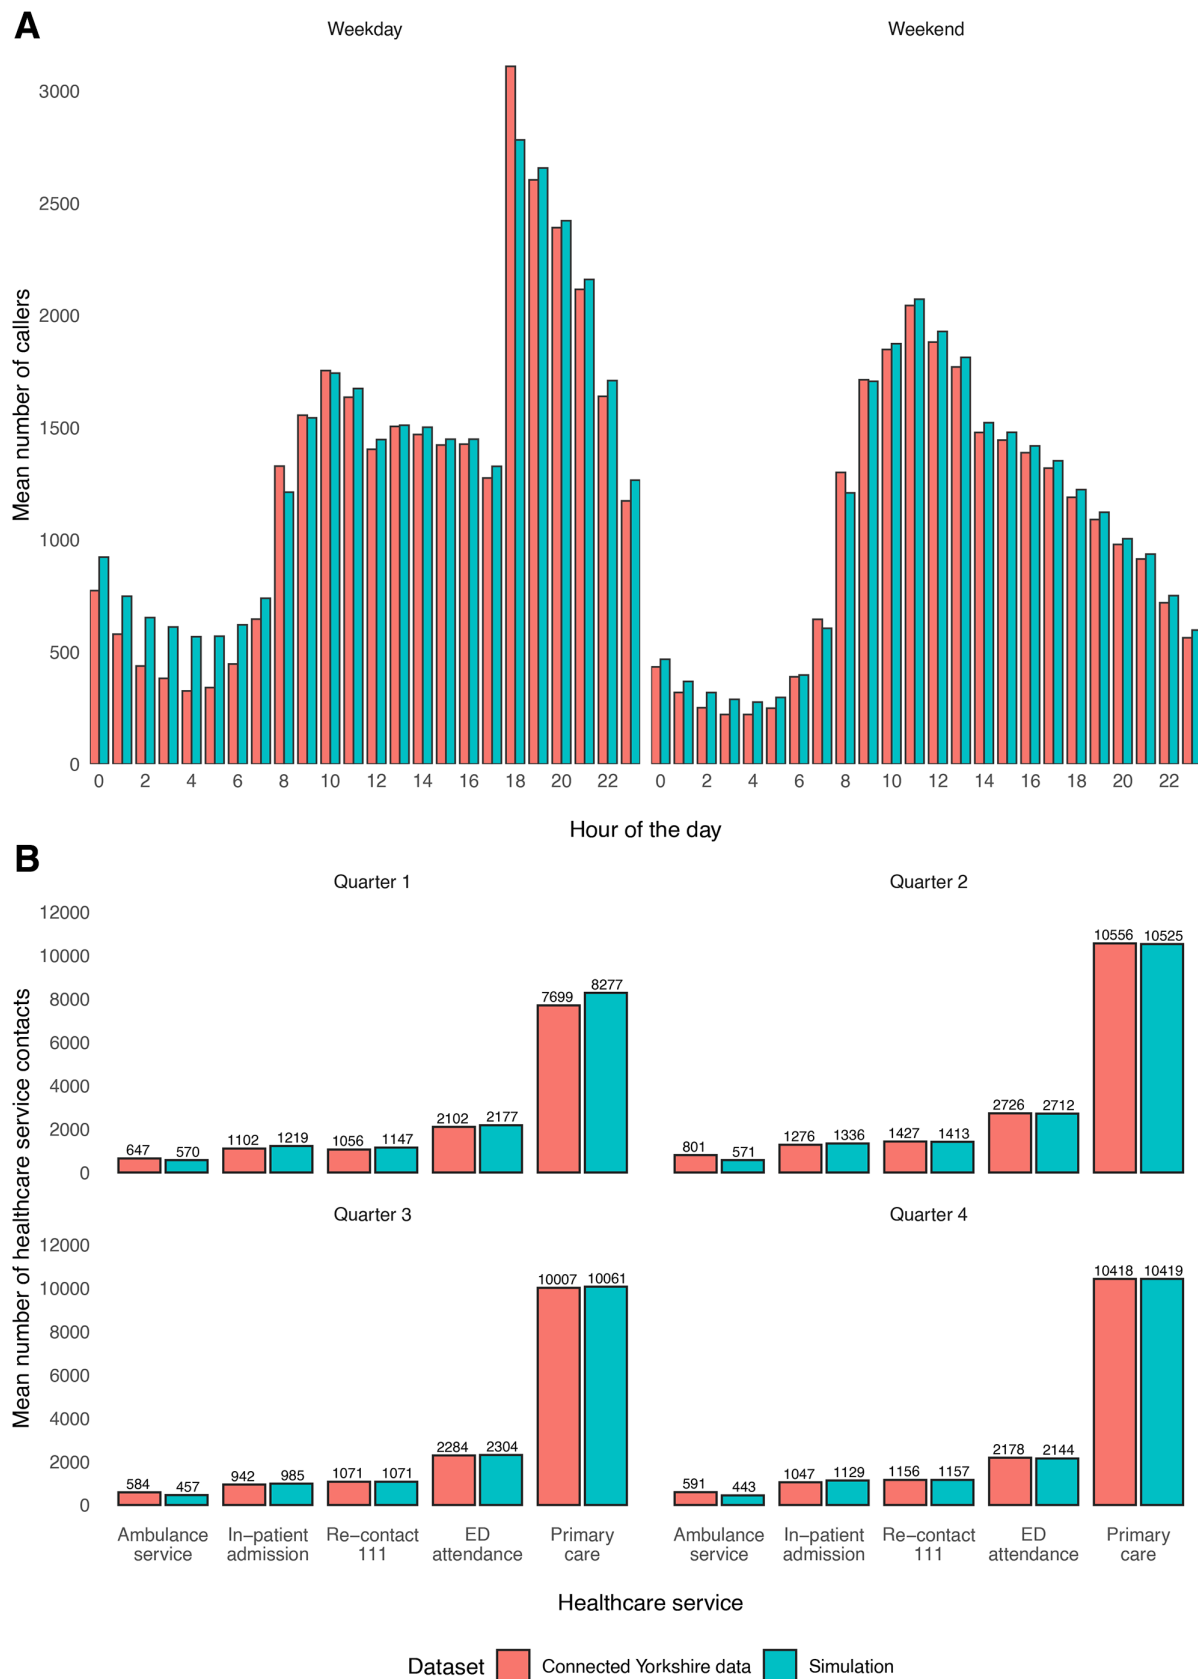 A
Weekday
Weekend
Mean number of callers
3000
2500
2000
1500
1000
500
0
0 2 4 6 8 10 12 14 16 18 20 22
0 2 4 6 8 10 12 14 16 18 20 22
Hour of the day
B
Mean number of healthcare service contacts
Quarter 1
Quarter 2
12000
10000
8000
6000
4000
2000
0
647 570 1102 1219 1056 1147 2102 2177 7699 8277
801 571 1276 1336 1427 1413 2726 2712 10556 10525
Quarter 3
Quarter 4
12000
10000
8000
6000
4000
2000
0
584 457 942 985 1071 1071 2284 2304 10007 10061
591 443 1047 1129 1156 1157 2178 2144 10418 10419
Ambulance In−patient Re−contact ED Primary
service admission 111 attendance care
Ambulance In−patient Re−contact ED Primary
service admission 111 attendance care
Healthcare service
Dataset Connected Yorkshire data Simulation